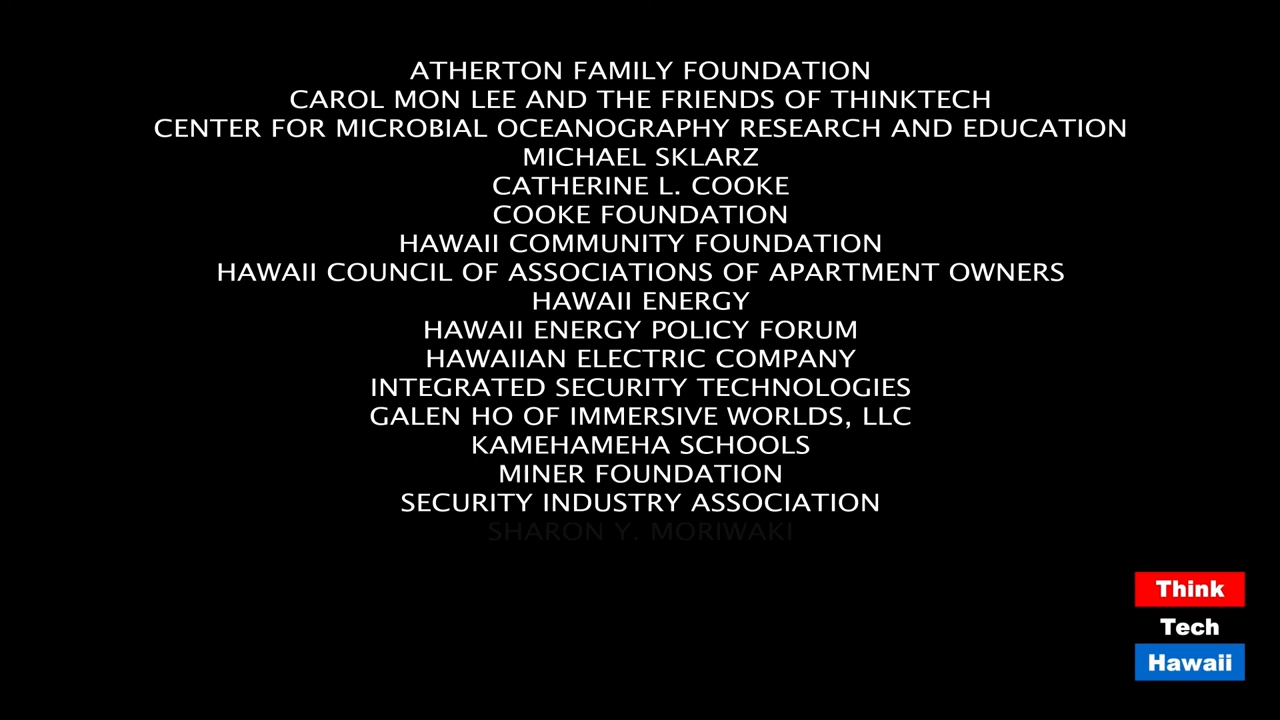 ATHERTON FAMILY FOUNDATION
CAROL MON LEE AND THE FRIENDS OF THINKTECH
CENTER FOR MICROBIAL OCEANOGRAPHY RESEARCH AND EDUCATION
MICHAEL SKLARZ
CATHERINE L. COOKE
COOKE FOUNDATION
HAWAII COMMUNITY FOUNDATION
HAWAII COUNCIL OF ASSOCIATIONS OF APARTMENT OWNERS
HAWAII ENERGY
HAWAII ENERGY POLICY FORUM
HAWAIIAN ELECTRIC COMPANY
INTEGRATED SECURITY TECHNOLOGIES
GALEN HO OF IMMERSIVE WORLDS, LLC
KAMEHAMEHA SCHOOLS
MINER FOUNDATION
SECURITY INDUSTRY ASSOCIATION
SHARON Y. MORIWAKI
Think
Tech
Hawaii